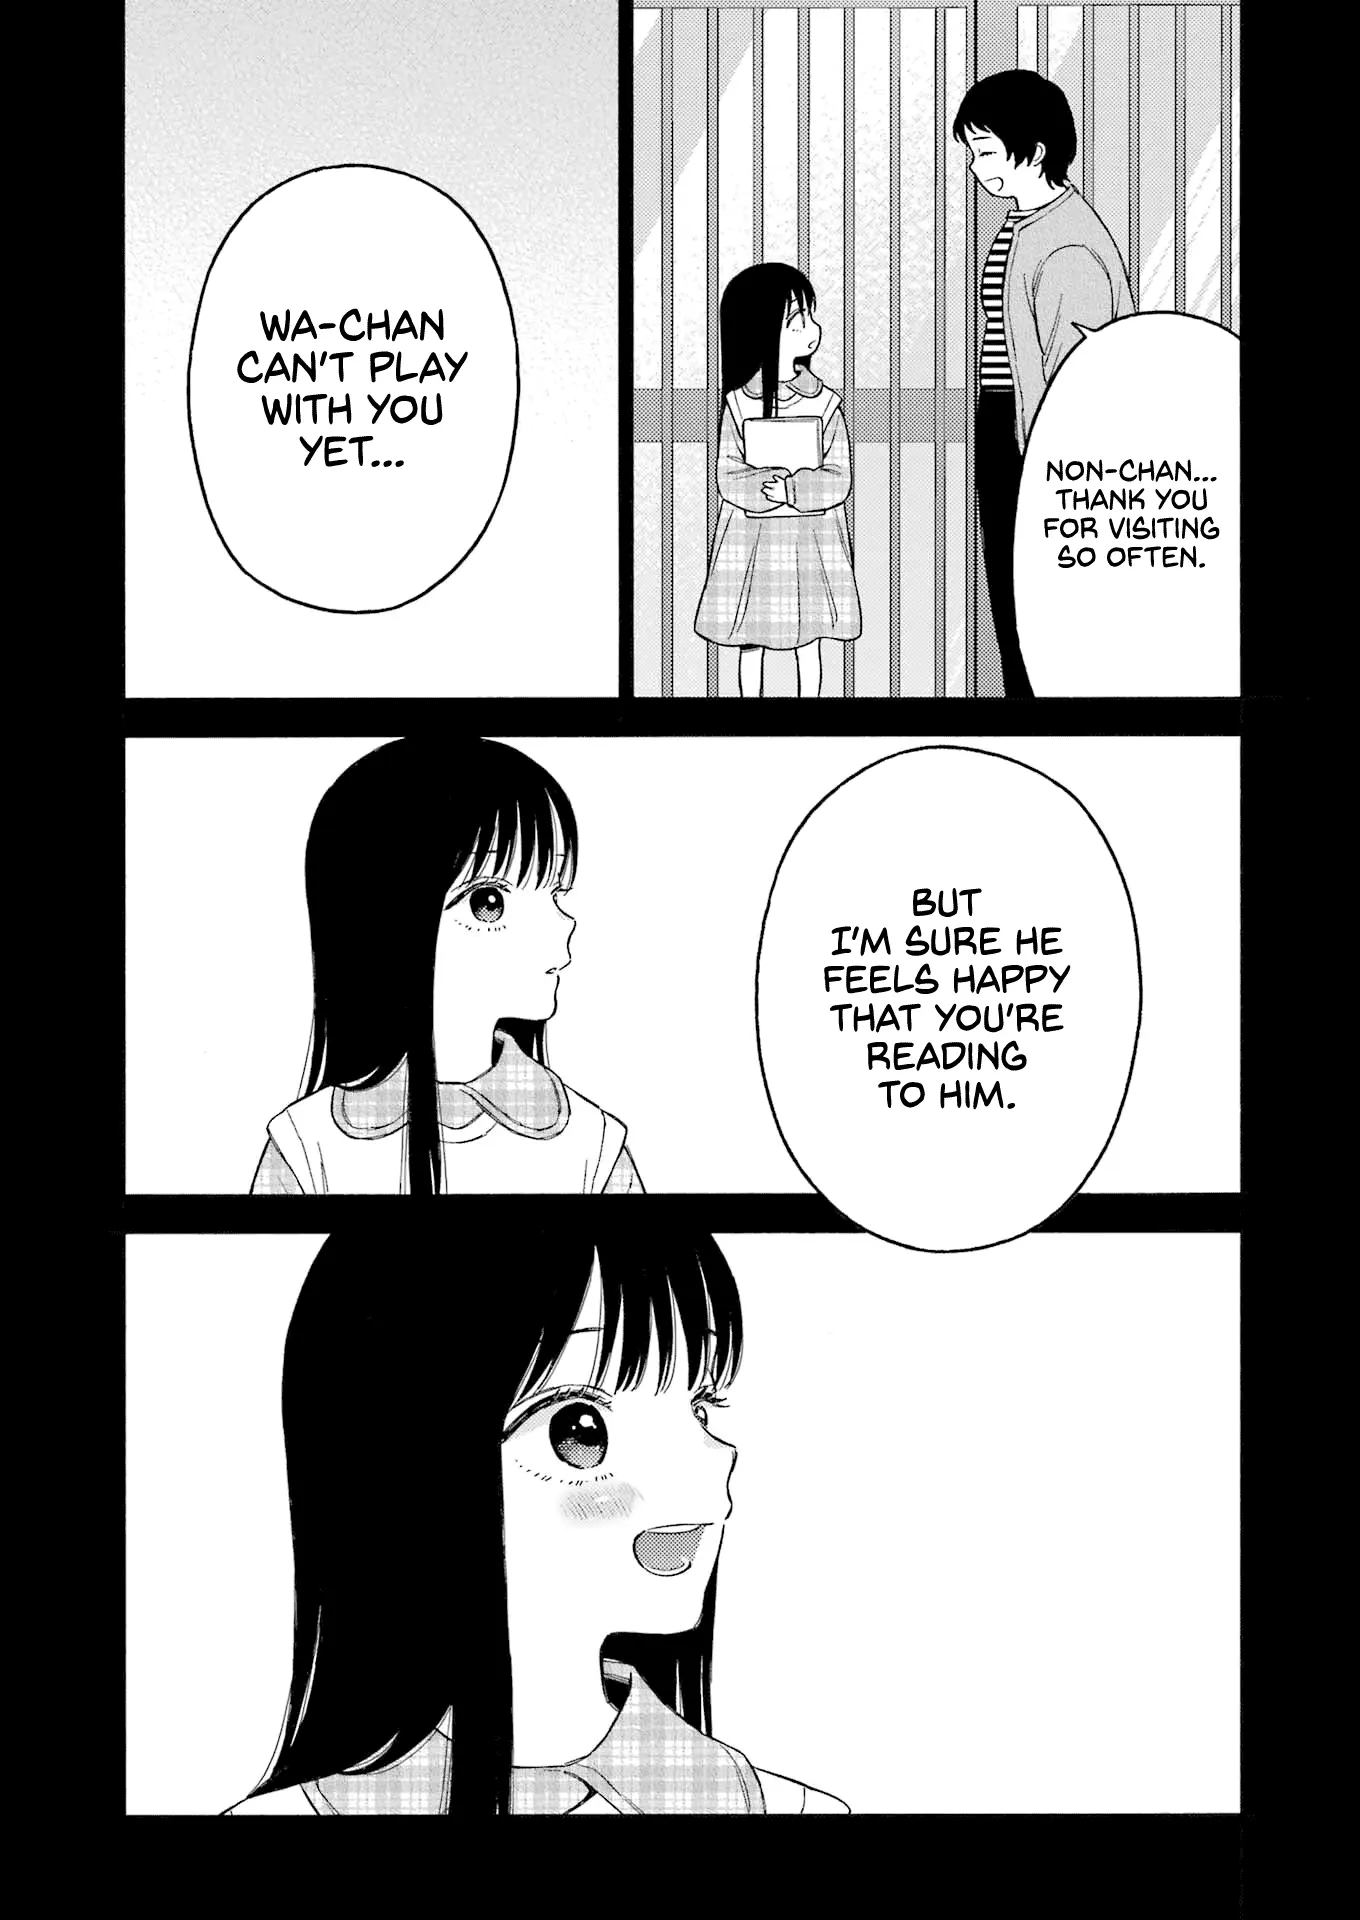 NON-CHAN...
THANK YOU
FOR VISITING
SO OFTEN.
WA-CHAN
CAN'T PLAY
WITH YOU
YET...
BUT
I'M SURE HE
FEELS HAPPY
THAT YOU'RE
READING
TO HIM.